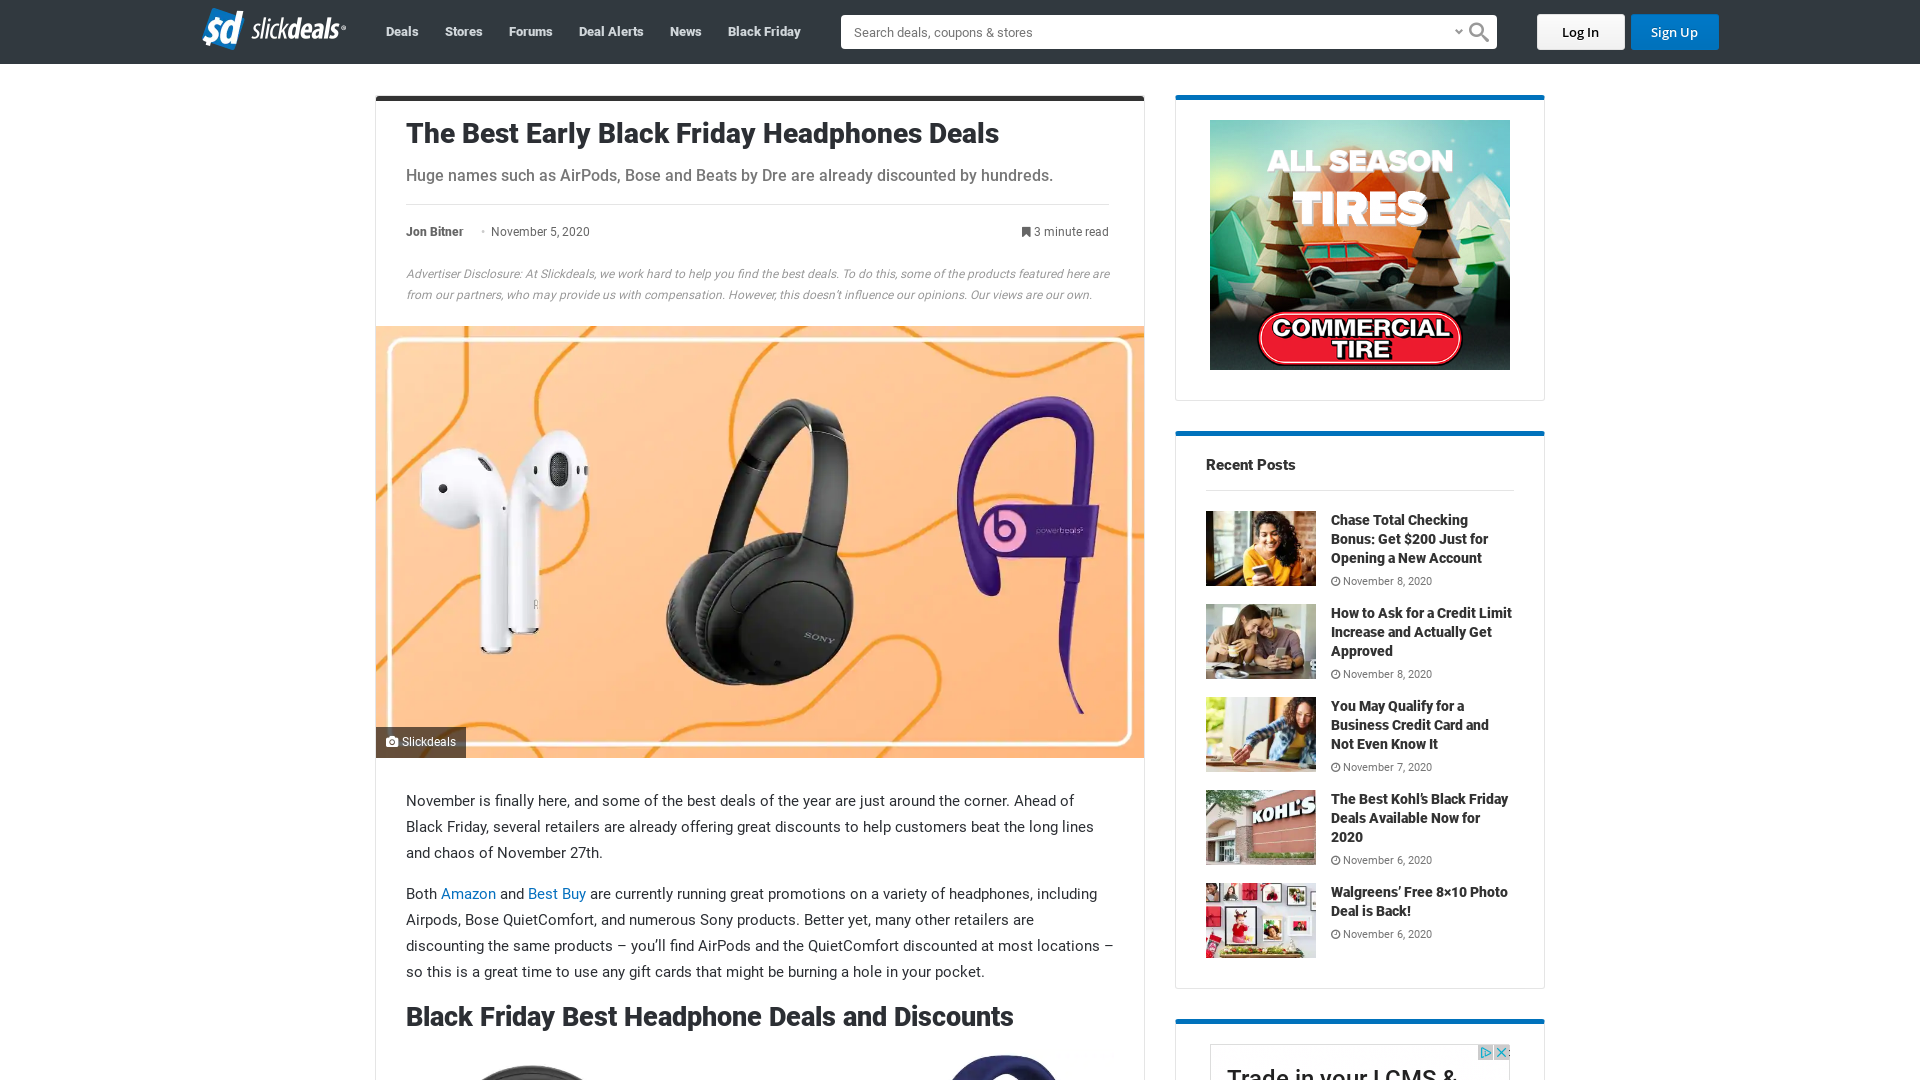 sd slickdeals
Deals
Stores
Forums
Deal Alerts
News
Black Friday
Search deals, coupons & stores
Log In
Sign Up
The Best Early Black Friday Headphones Deals
Huge names such as AirPods, Bose and Beats by Dre are already discounted by hundreds.
Jon Bitner
November 5, 2020
3 minute read
Advertiser Disclosure: At Slickdeals, we work hard to help you find the best deals. To do this, some of the products featured here are
from our partners, who may provide us with compensation. However, this doesn’t influence our opinions. Our views are our own.
SONY
b powerbeats3
Slickdeals
November is finally here, and some of the best deals of the year are just around the corner. Ahead of
Black Friday, several retailers are already offering great discounts to help customers beat the long lines
and chaos of November 27th.
Both Amazon and Best Buy are currently running great promotions on a variety of headphones, including
Airpods, Bose QuietComfort, and numerous Sony products. Better yet, many other retailers are
discounting the same products – you’ll find AirPods and the QuietComfort discounted at most locations –
so this is a great time to use any gift cards that might be burning a hole in your pocket.
Black Friday Best Headphone Deals and Discounts
ALL SEASON
TIRES
COMMERCIAL
TIRE
Recent Posts
Chase Total Checking
Bonus: Get $200 Just for
Opening a New Account
November 8, 2020
How to Ask for a Credit Limit
Increase and Actually Get
Approved
November 8, 2020
You May Qualify for a
Business Credit Card and
Not Even Know It
November 7, 2020
KOHL'S
The Best Kohl’s Black Friday
Deals Available Now for
2020
November 6, 2020
Walgreens’ Free 8×10 Photo
Deal is Back!
November 6, 2020
Trade in your LCMS &